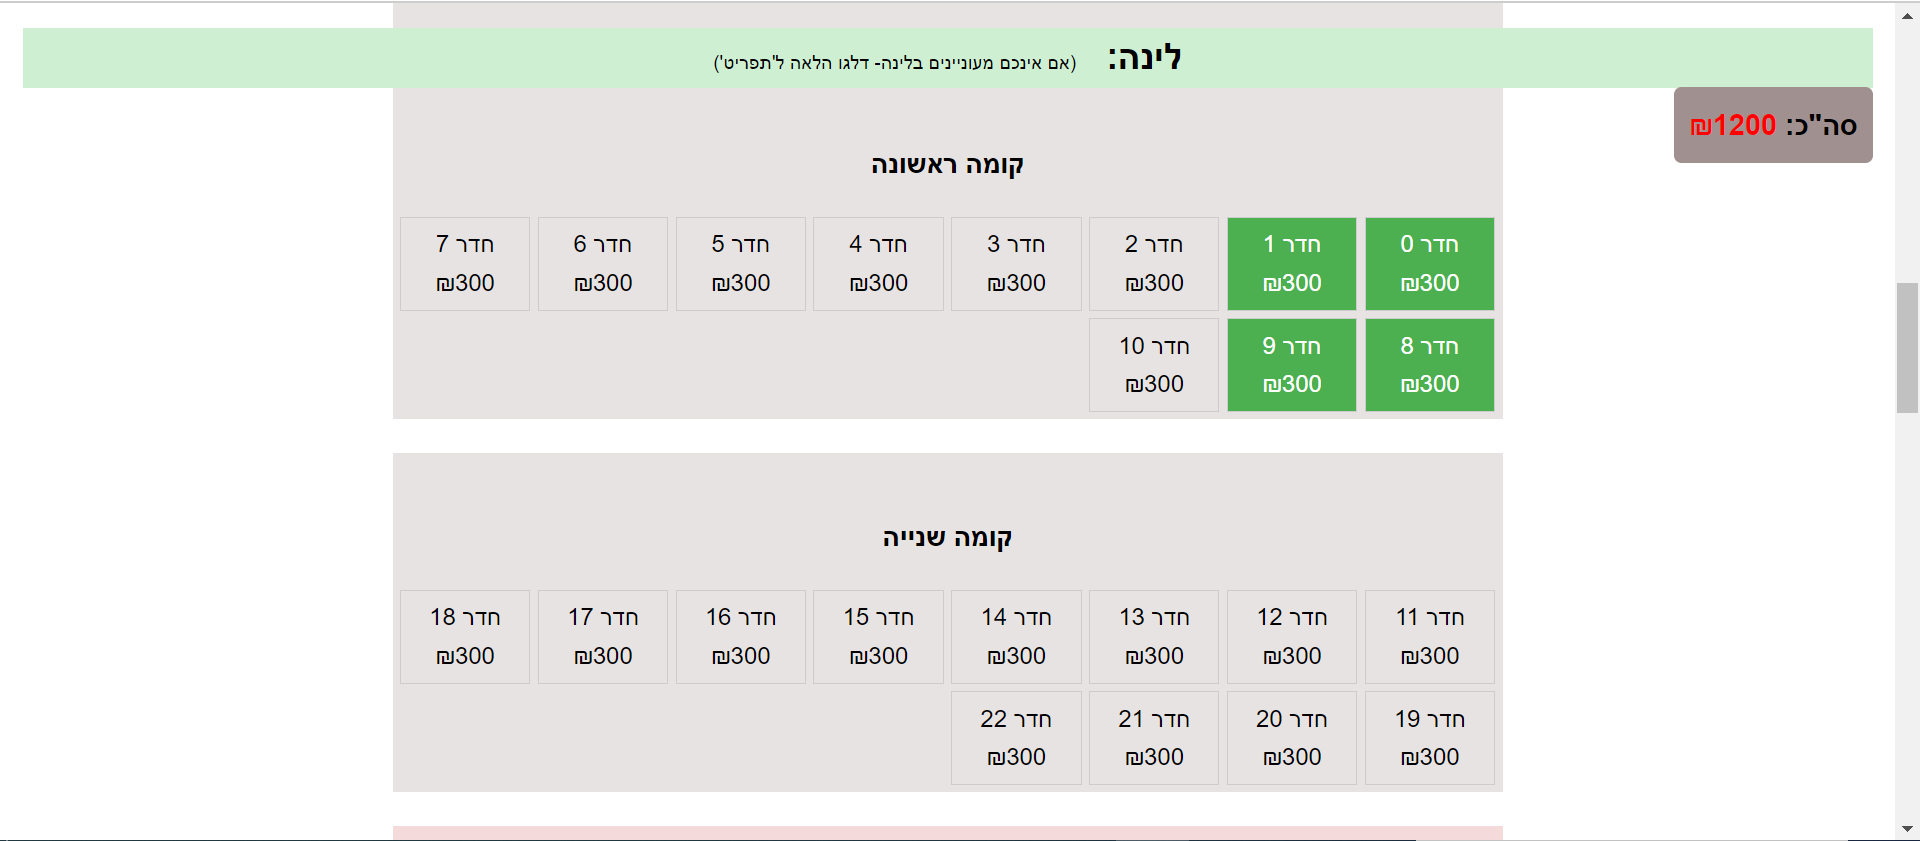 לינה: (אם אינכם מעוניינים בלינה- דלגו הלאה ל'תפריט')
סה"כ: 1200₪
קומה ראשונה
חדר 0 חדר 1 חדר 2 חדר 3 חדר 4 חדר 5 חדר 6 חדר 7
300₪ 300₪ 300₪ 300₪ 300₪ 300₪ 300₪ 300₪
חדר 8 חדר 9 חדר 10
300₪ 300₪ 300₪
קומה שנייה
חדר 11 חדר 12 חדר 13 חדר 14 חדר 15 חדר 16 חדר 17 חדר 18
300₪ 300₪ 300₪ 300₪ 300₪ 300₪ 300₪ 300₪
חדר 19 חדר 20 חדר 21 חדר 22
300₪ 300₪ 300₪ 300₪